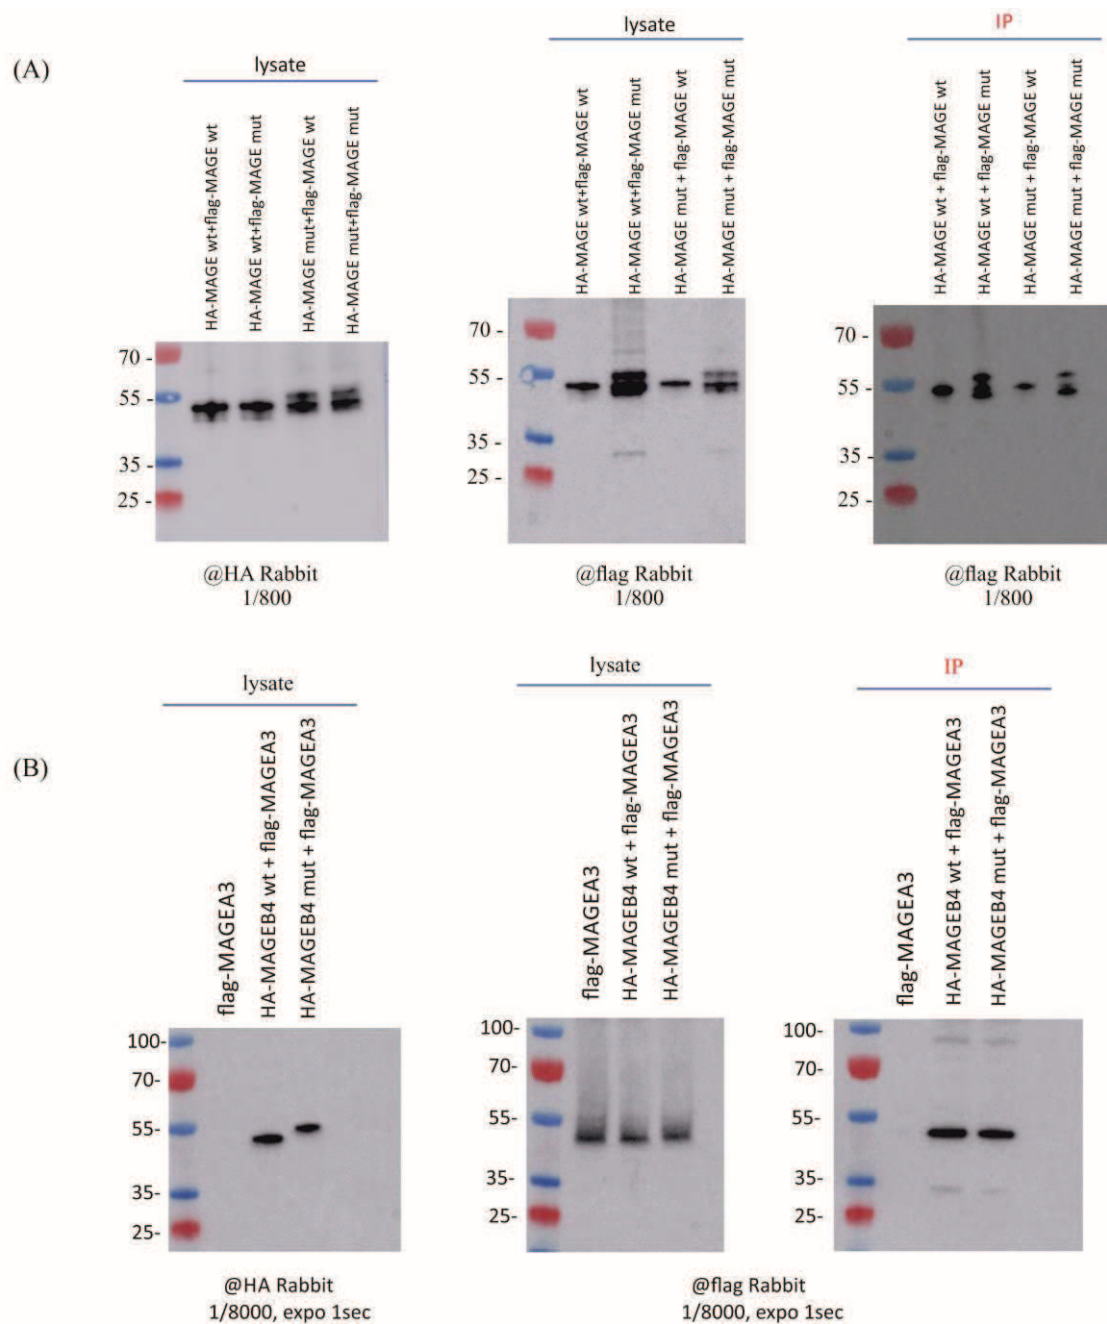 (A)
lysate
HA-MAGE wt+flag-MAGE wt
HA-MAGE wt+flag-MAGE mut
HA-MAGE mut+flag-MAGE wt
HA-MAGE mut+flag-MAGE mut
70 -
55 -
35 -
25 -
@HA Rabbit
1/800
lysate
HA-MAGE wt+flag-MAGE wt
HA-MAGE wt+flag-MAGE mut
HA-MAGE mut + flag-MAGE wt
HA-MAGE mut + flag-MAGE mut
70 -
55 -
35 -
25 -
@flag Rabbit
1/800
IP
HA-MAGE wt + flag-MAGE wt
HA-MAGE wt + flag-MAGE mut
HA-MAGE mut + flag-MAGE wt
HA-MAGE mut + flag-MAGE mut
70 -
55 -
35 -
25 -
@flag Rabbit
1/800
(B)
lysate
flag-MAGEA3
HA-MAGEB4 wt + flag-MAGEA3
HA-MAGEB4 mut + flag-MAGEA3
100-
70-
55-
35-
25-
@HA Rabbit
1/8000, expo 1sec
lysate
flag-MAGEA3
HA-MAGEB4 wt + flag-MAGEA3
HA-MAGEB4 mut + flag-MAGEA3
100-
70-
55-
35-
25-
IP
flag-MAGEA3
HA-MAGEB4 wt + flag-MAGEA3
HA-MAGEB4 mut + flag-MAGEA3
100-
70-
55-
35-
25-
@flag Rabbit
1/8000, expo 1sec